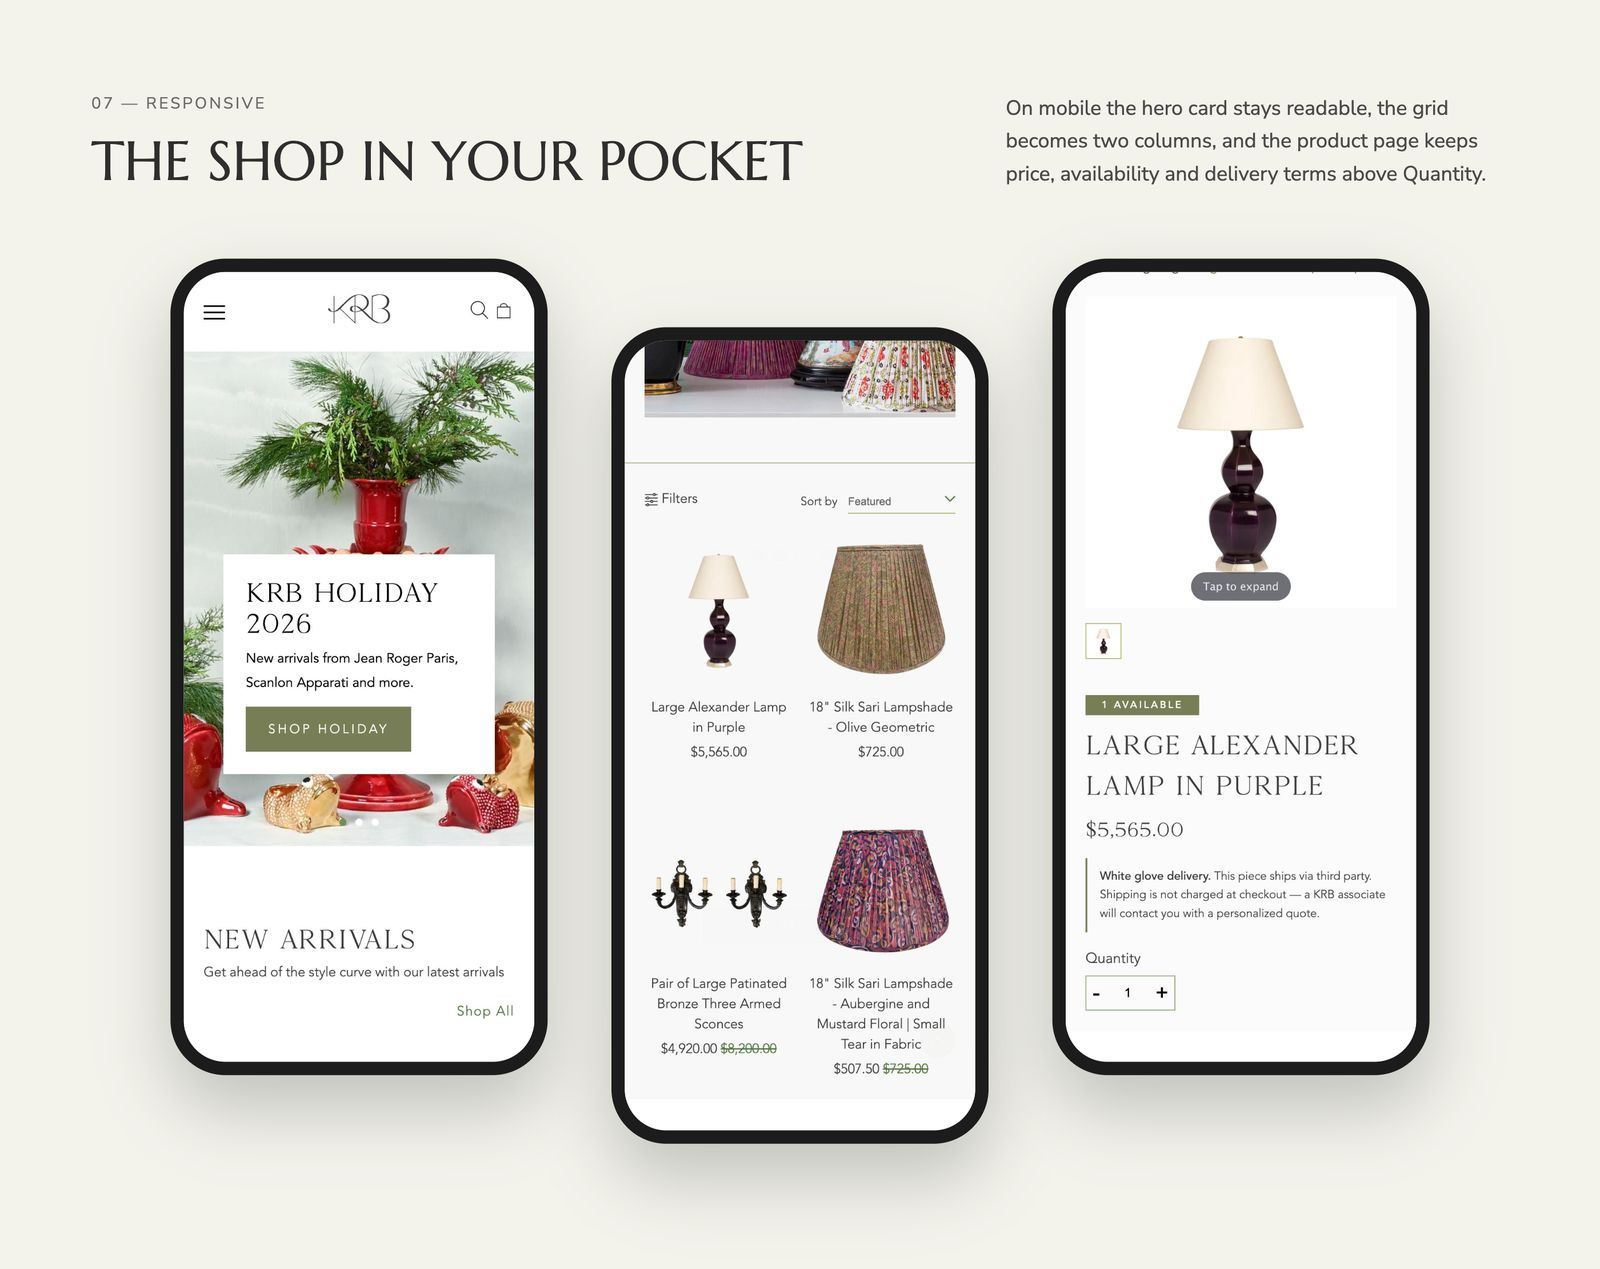 07 — RESPONSIVE
THE SHOP IN YOUR POCKET
On mobile the hero card stays readable, the grid
becomes two columns, and the product page keeps
price, availability and delivery terms above Quantity.
KRB
KRB HOLIDAY
2026
New arrivals from Jean Roger Paris,
Scanlon Apparati and more.
SHOP HOLIDAY
NEW ARRIVALS
Get ahead of the style curve with our latest arrivals
Shop All
Filters
Sort by Featured
Large Alexander Lamp
in Purple
$5,565.00
18" Silk Sari Lampshade
- Olive Geometric
$725.00
Pair of Large Patinated
Bronze Three Armed
Sconces
$4,920.00 $8,200.00
18" Silk Sari Lampshade
- Aubergine and
Mustard Floral | Small
Tear in Fabric
$507.50 $725.00
Tap to expand
1 AVAILABLE
LARGE ALEXANDER
LAMP IN PURPLE
$5,565.00
White glove delivery. This piece ships via third party.
Shipping is not charged at checkout — a KRB associate
will contact you with a personalized quote.
Quantity
- 1 +